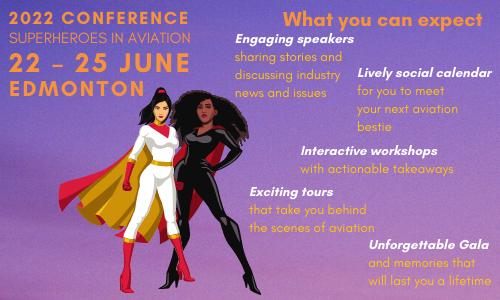 2022 CONFERENCE
SUPERHEROES IN AVIATION
22 – 25 JUNE
EDMONTON
What you can expect
Engaging speakers
sharing stories and
discussing industry
news and issues
Lively social calendar
for you to meet
your next aviation
bestie
Interactive workshops
with actionable takeaways
Exciting tours
that take you behind
the scenes of aviation
Unforgettable Gala
and memories that
will last you a lifetime